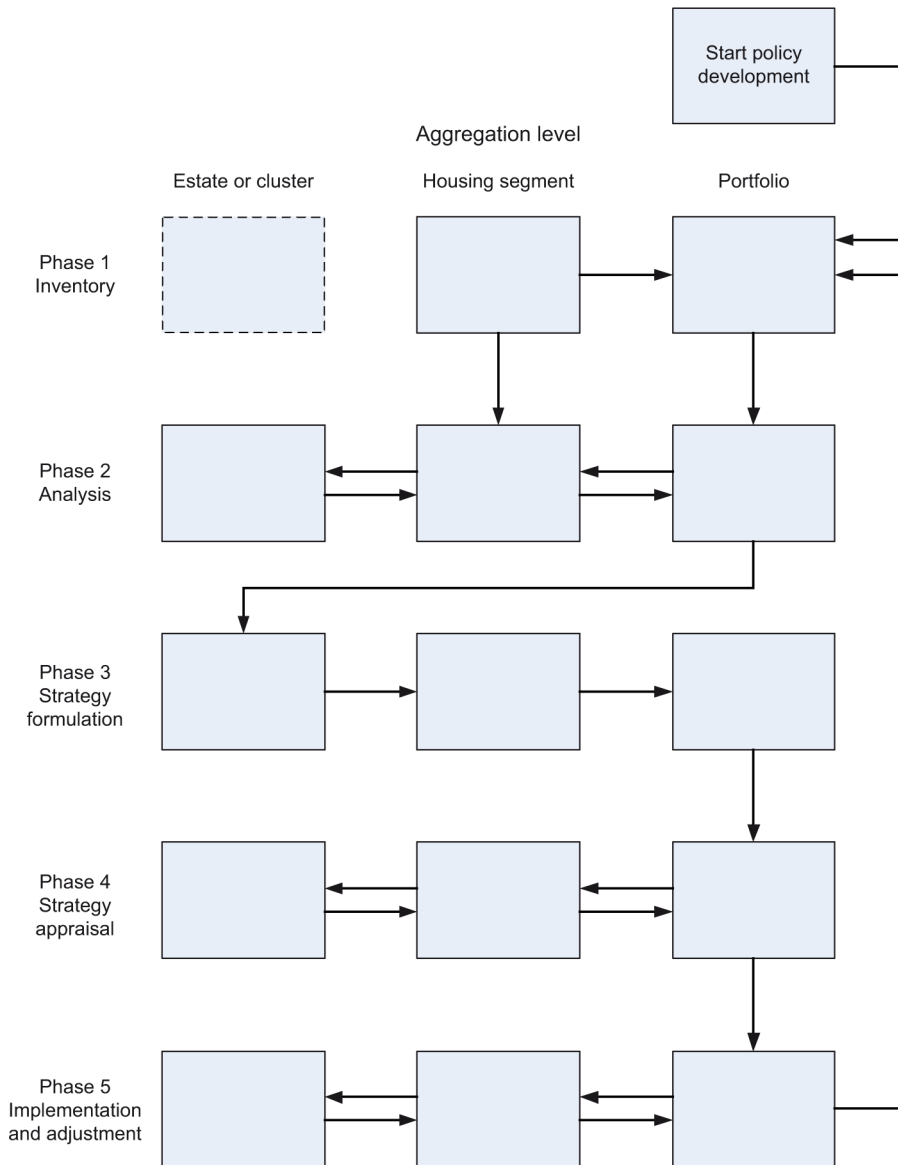 Start policy
development
Aggregation level
Estate or cluster
Housing segment
Portfolio
Phase 1
Inventory
Phase 2
Analysis
Phase 3
Strategy
formulation
Phase 4
Strategy
appraisal
Phase 5
Implementation
and adjustment